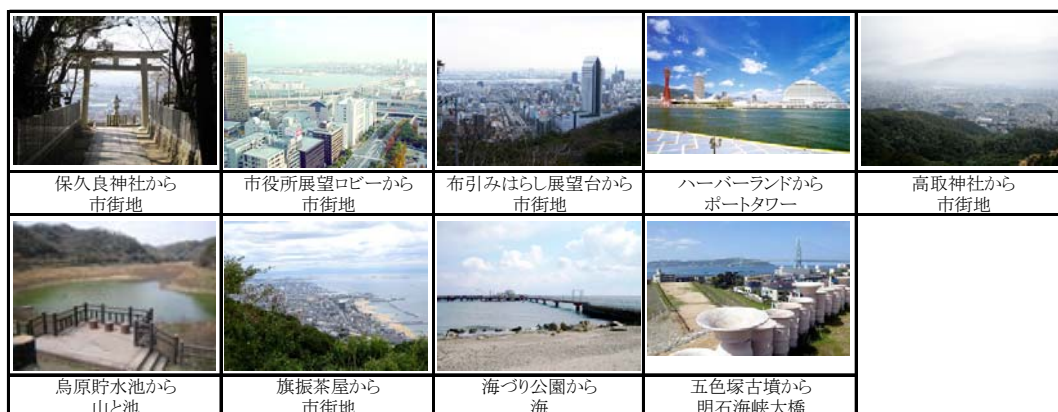 保久良神社から
市街地
市役所展望ロビーから
市街地
布引みはらし展望台から
市街地
ハーバーランドから
ポートタワー
高取神社から
市街地
烏原貯水池から
山と池
旗振茶屋から
市街地
海づり公園から
海
五色塚古墳から
明石海峡大橋